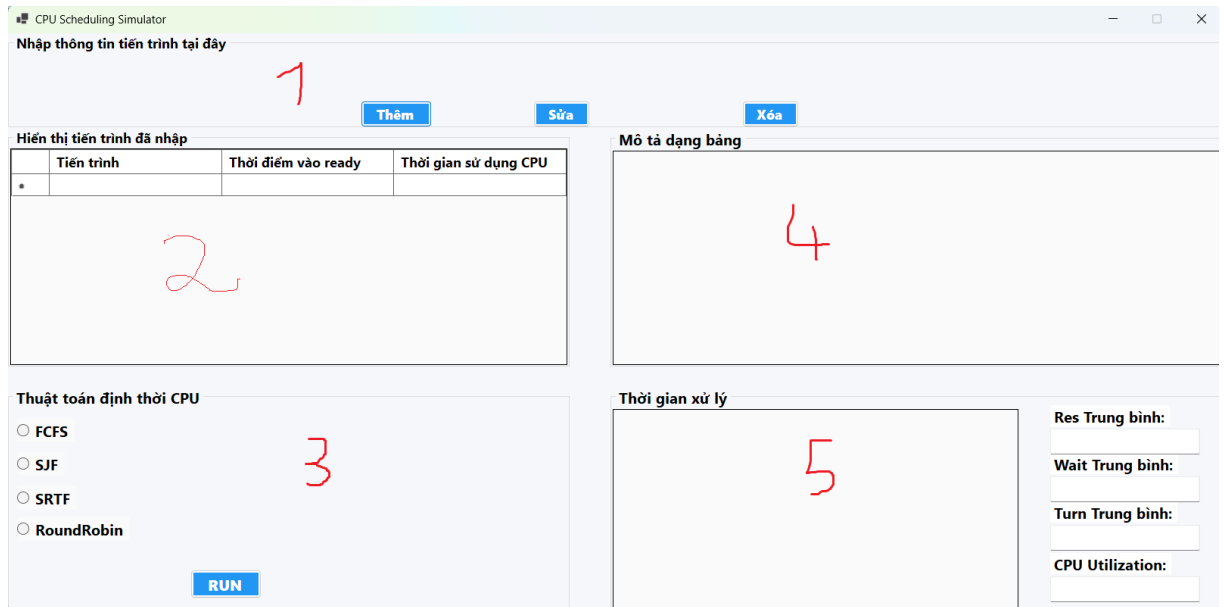 CPU Scheduling Simulator
Nhập thông tin tiến trình tại đây
1
Thêm Sửa Xóa
Hiển thị tiến trình đã nhập
Tiến trình Thời điểm vào ready Thời gian sử dụng CPU
*
2
Mô tả dạng bảng
4
Thuật toán định thời CPU
FCFS
SJF
SRTF
RoundRobin
3
RUN
Thời gian xử lý
5
Res Trung bình:
Wait Trung bình:
Turn Trung bình:
CPU Utilization: